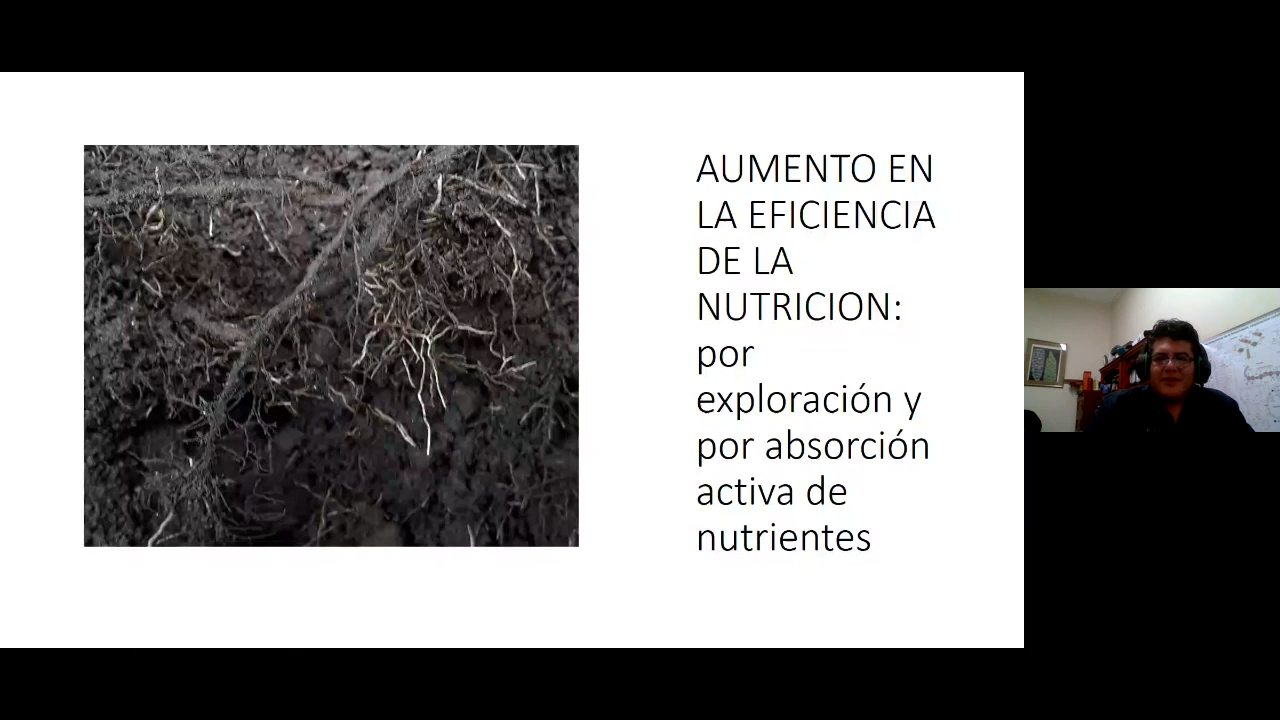 AUMENTO EN
LA EFICIENCIA
DE LA
NUTRICION:
por
exploración y
por absorción
activa de
nutrientes